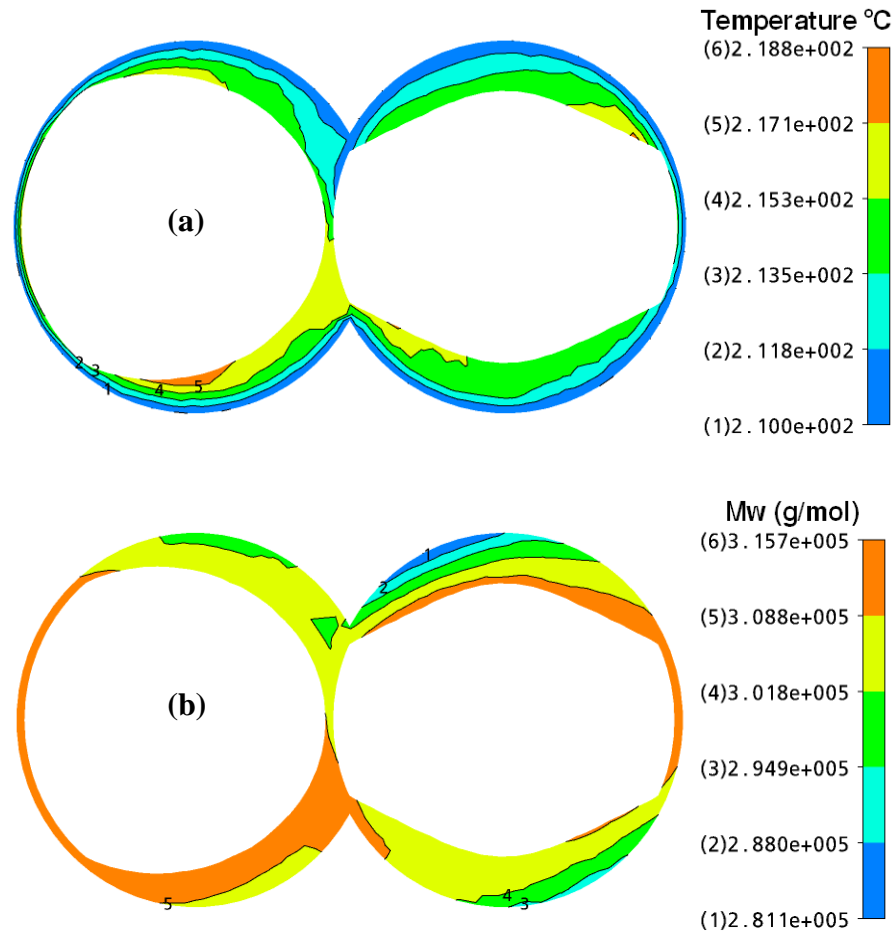 Temperature °C
(6)2.188e+002
(5)2.171e+002
(4)2.153e+002
(3)2.135e+002
(2)2.118e+002
(1)2.100e+002
(a)
2
3
1
4
5
Mw (g/mol)
(6)3.157e+005
(5)3.088e+005
(4)3.018e+005
(3)2.949e+005
(2)2.880e+005
(1)2.811e+005
1
2
(b)
5
4
3